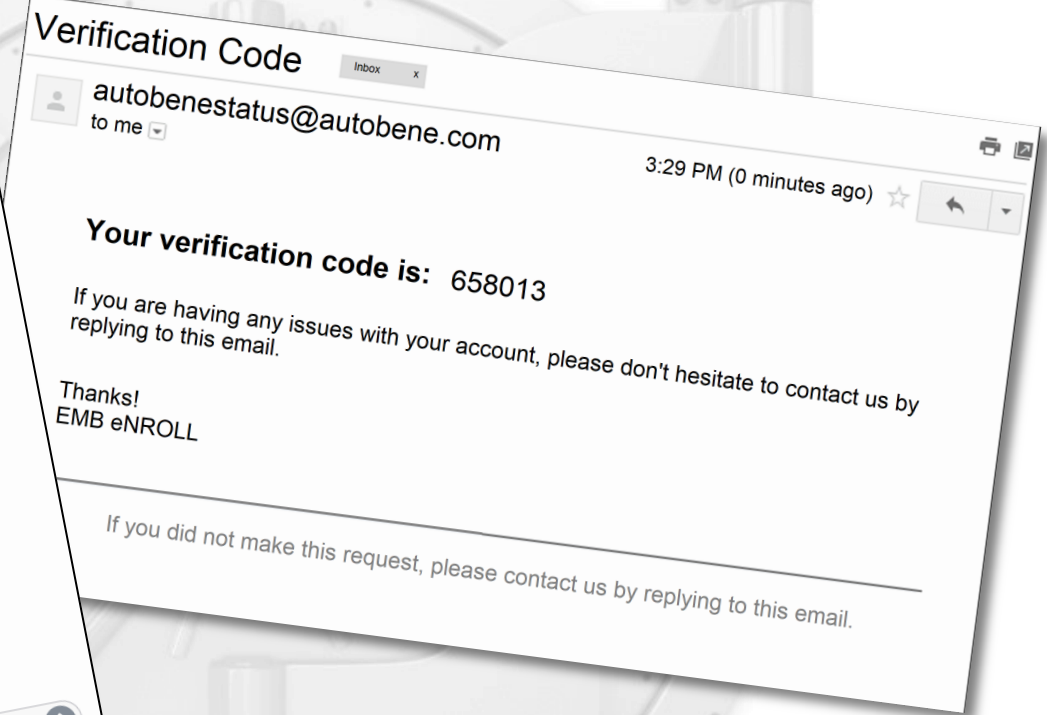 Verification Code
Inbox x
autobenestatus@autobene.com
to me
3:29 PM (0 minutes ago)
Your verification code is: 658013
If you are having any issues with your account, please don't hesitate to contact us by
replying to this email.
Thanks!
EMB eNROLL
If you did not make this request, please contact us by replying to this email.